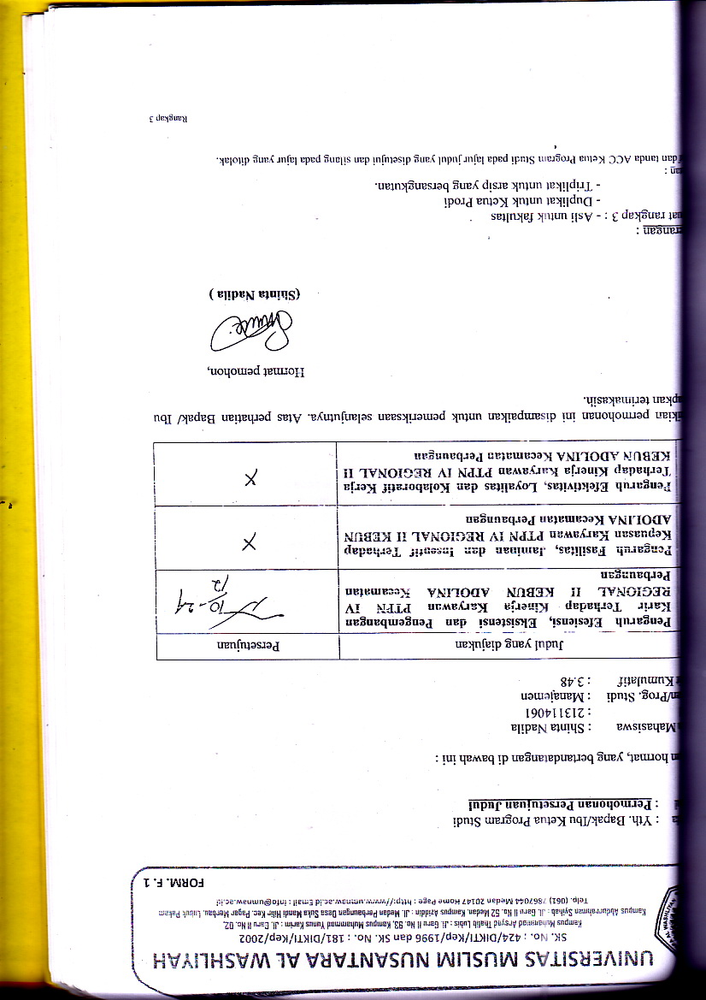 UNIVERSITAS MUSLIM NUSANTARA AL WASHLIYAH
SK. No. : 424/DIKTI/Kep/1996 dan SK. No. : 181/DIKTI/Kep/2002
Kampus Muhammad Arsyad Thalib Lubis : Jl. Garu II No. 93, Kampus Muhammad Yunus Karim : Jl. Garu II No. 02,
Kampus Abdurrahman Syihab : Jl. Garu II No. 52 Medan, Kampus Aziddin : Jl. Medan Perbaungan Desa Suka Mandi Hilir Kec. Pagar Merbau, Lubuk Pakam
Telp. (061) 7867044 Medan 20147 Home Page : http://www.umnaw.ac.id Email : info@umnaw.ac.id
FORM. F. 1
: Yth. Bapak/Ibu Ketua Program Studi
: Permohonan Persetujuan Judul
hormat, yang bertandatangan di bawah ini :
Mahasiswa : Shinta Nadila
: 213114061
/Prog. Studi : Manajemen
Kumulatif : 3.48
Judul yang diajukan Persetujuan
Pengaruh Efesiensi, Eksistensi dan Pengembangan
Karir Terhadap Kinerja Karyawan PTPN IV
REGIONAL II KEBUN ADOLINA Kecamatan
Perbaungan
10/12 - 24
Pengaruh Fasilitas, Jaminan dan Insentif Terhadap
Kepuasan Karyawan PTPN IV REGIONAL II KEBUN
ADOLINA Kecamatan Perbaungan
X
Pengaruh Efektivitas, Loyalitas dan Kolaboratif Kerja
Terhadap Kinerja Karyawan PTPN IV REGIONAL II
KEBUN ADOLINA Kecamatan Perbaungan
X
ikian permohonan ini disampaikan untuk pemeriksaan selanjutnya. Atas perhatian Bapak/ Ibu
apkan terimakasih.
Hormat pemohon,
(Shinta Nadila )
erangan :
uat rangkap 3 : - Asli untuk fakultas
- Duplikat untuk Ketua Prodi
- Triplikat untuk arsip yang bersangkutan.
an :
dan tanda ACC Ketua Program Studi pada lajur judul yang disetujui dan silang pada lajur yang ditolak.
Rangkap 3